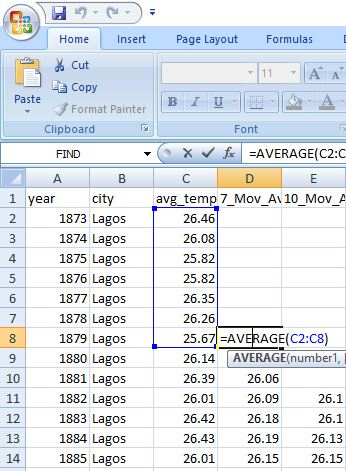 Home Insert Page Layout Formulas
Cut
Copy
Paste
Format Painter
11 A A
B I U
Clipboard Font
FIND fx =AVERAGE(C2:C
A B C D E
1 year city avg_temp 7_Mov_Av 10_Mov_A
2 1873 Lagos 26.46
3 1874 Lagos 26.08
4 1875 Lagos 25.82
5 1876 Lagos 25.82
6 1877 Lagos 26.35
7 1878 Lagos 26.26
8 1879 Lagos 25.67 =AVERAGE(C2:C8)
9 1880 Lagos 26.14 AVERAGE(number1, [
10 1881 Lagos 26.39 26.06
11 1882 Lagos 26.01 26.09 26.1
12 1883 Lagos 26.42 26.18 26.1
13 1884 Lagos 26.43 26.19 26.13
14 1885 Lagos 26.01 26.15 26.15